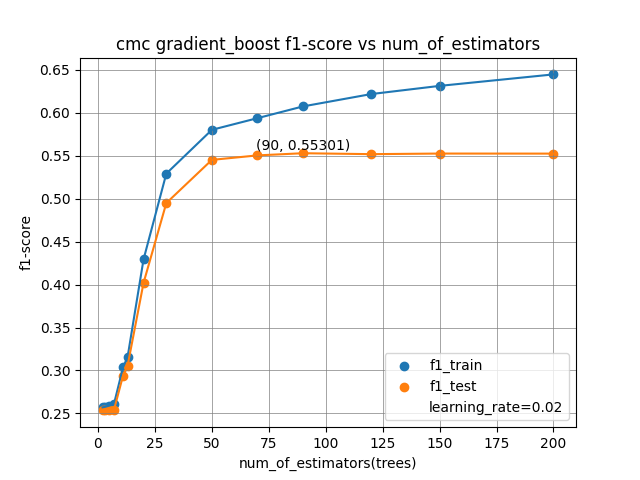 cmc gradient_boost f1-score vs num_of_estimators
0.65
0.60
0.55
0.50
0.45
0.40
0.35
0.30
0.25
f1-score
(90, 0.55301)
f1_train
f1_test
learning_rate=0.02
0 25 50 75 100 125 150 175 200
num_of_estimators(trees)